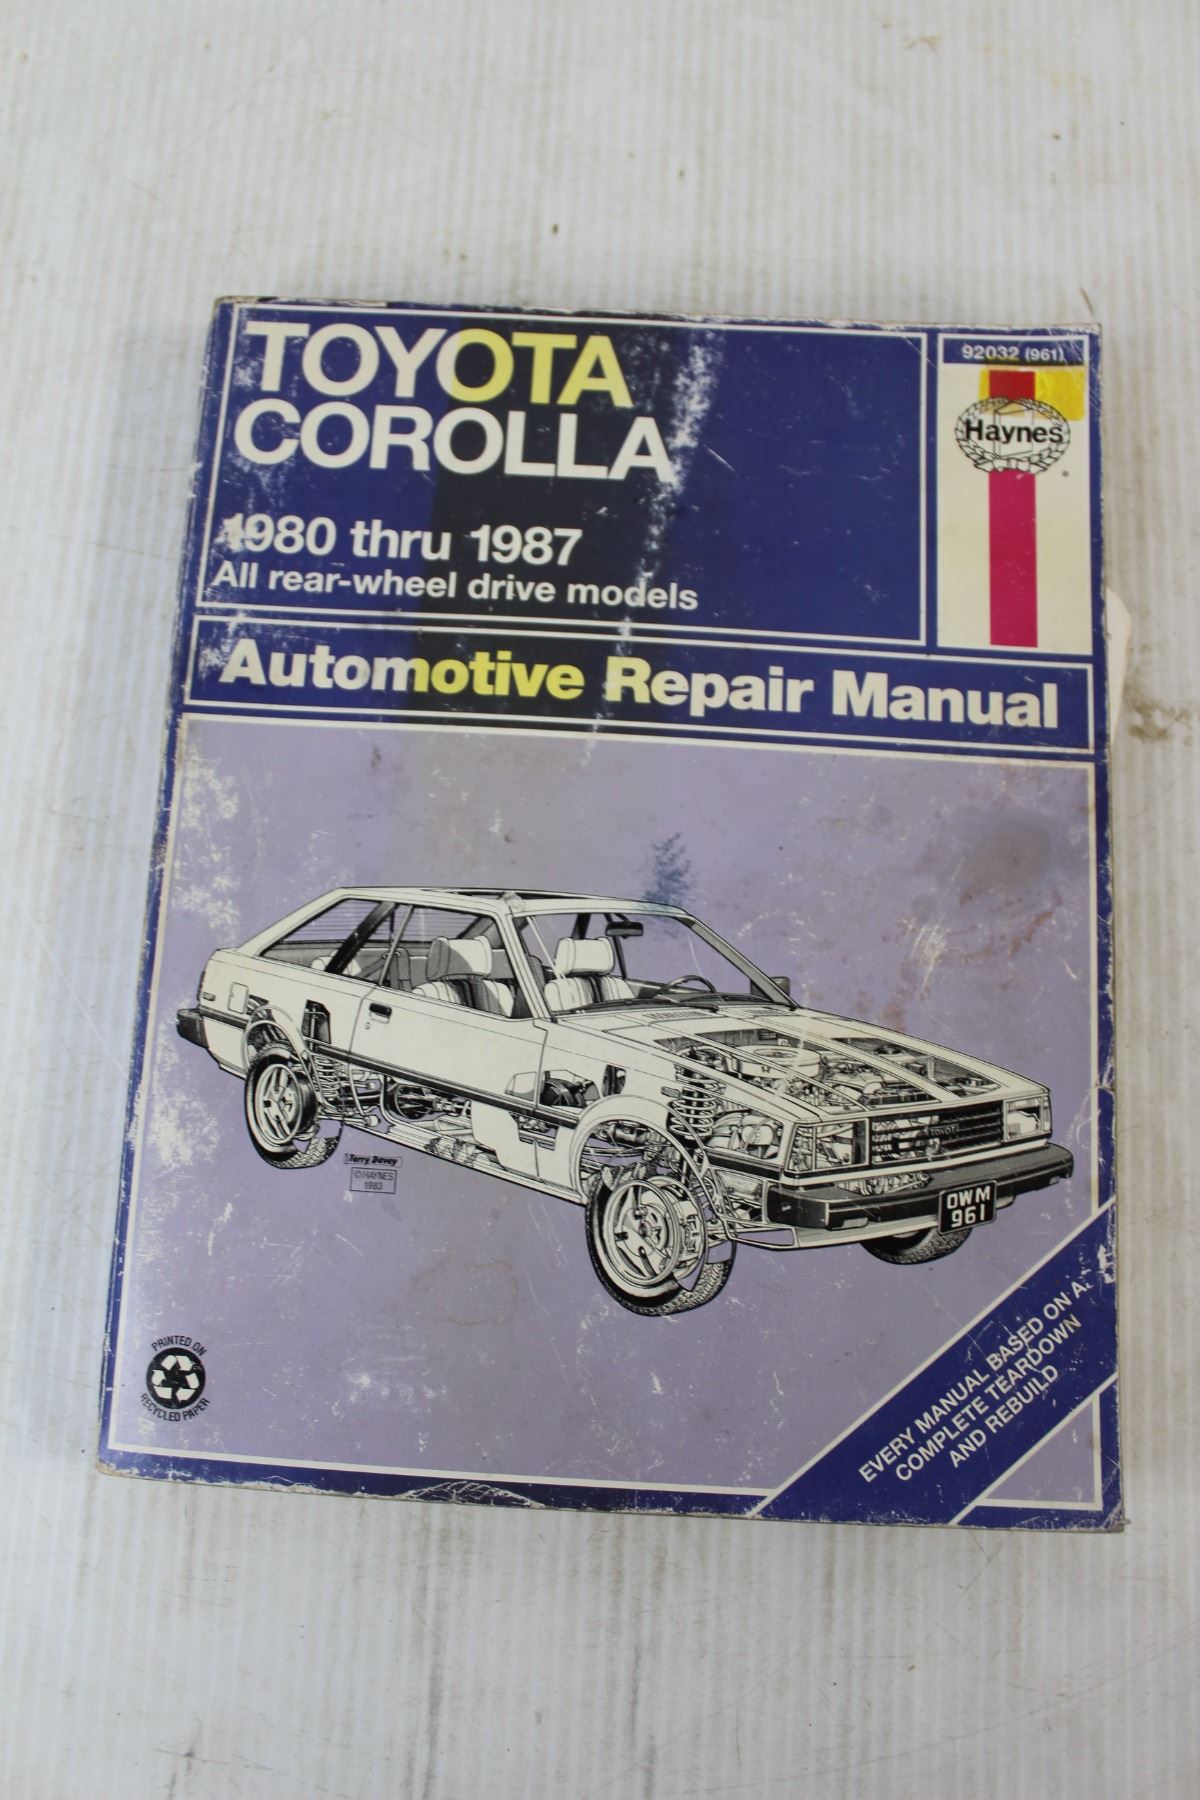 TOYOTA
COROLLA
1980 thru 1987
All rear-wheel drive models
92032 (961)
Haynes
Automotive Repair Manual
TOYOTA
OWM
961
Terry Davey
© HAYNES
1983
PRINTED ON
RECYCLED PAPER
EVERY MANUAL BASED ON A
COMPLETE TEARDOWN
AND REBUILD